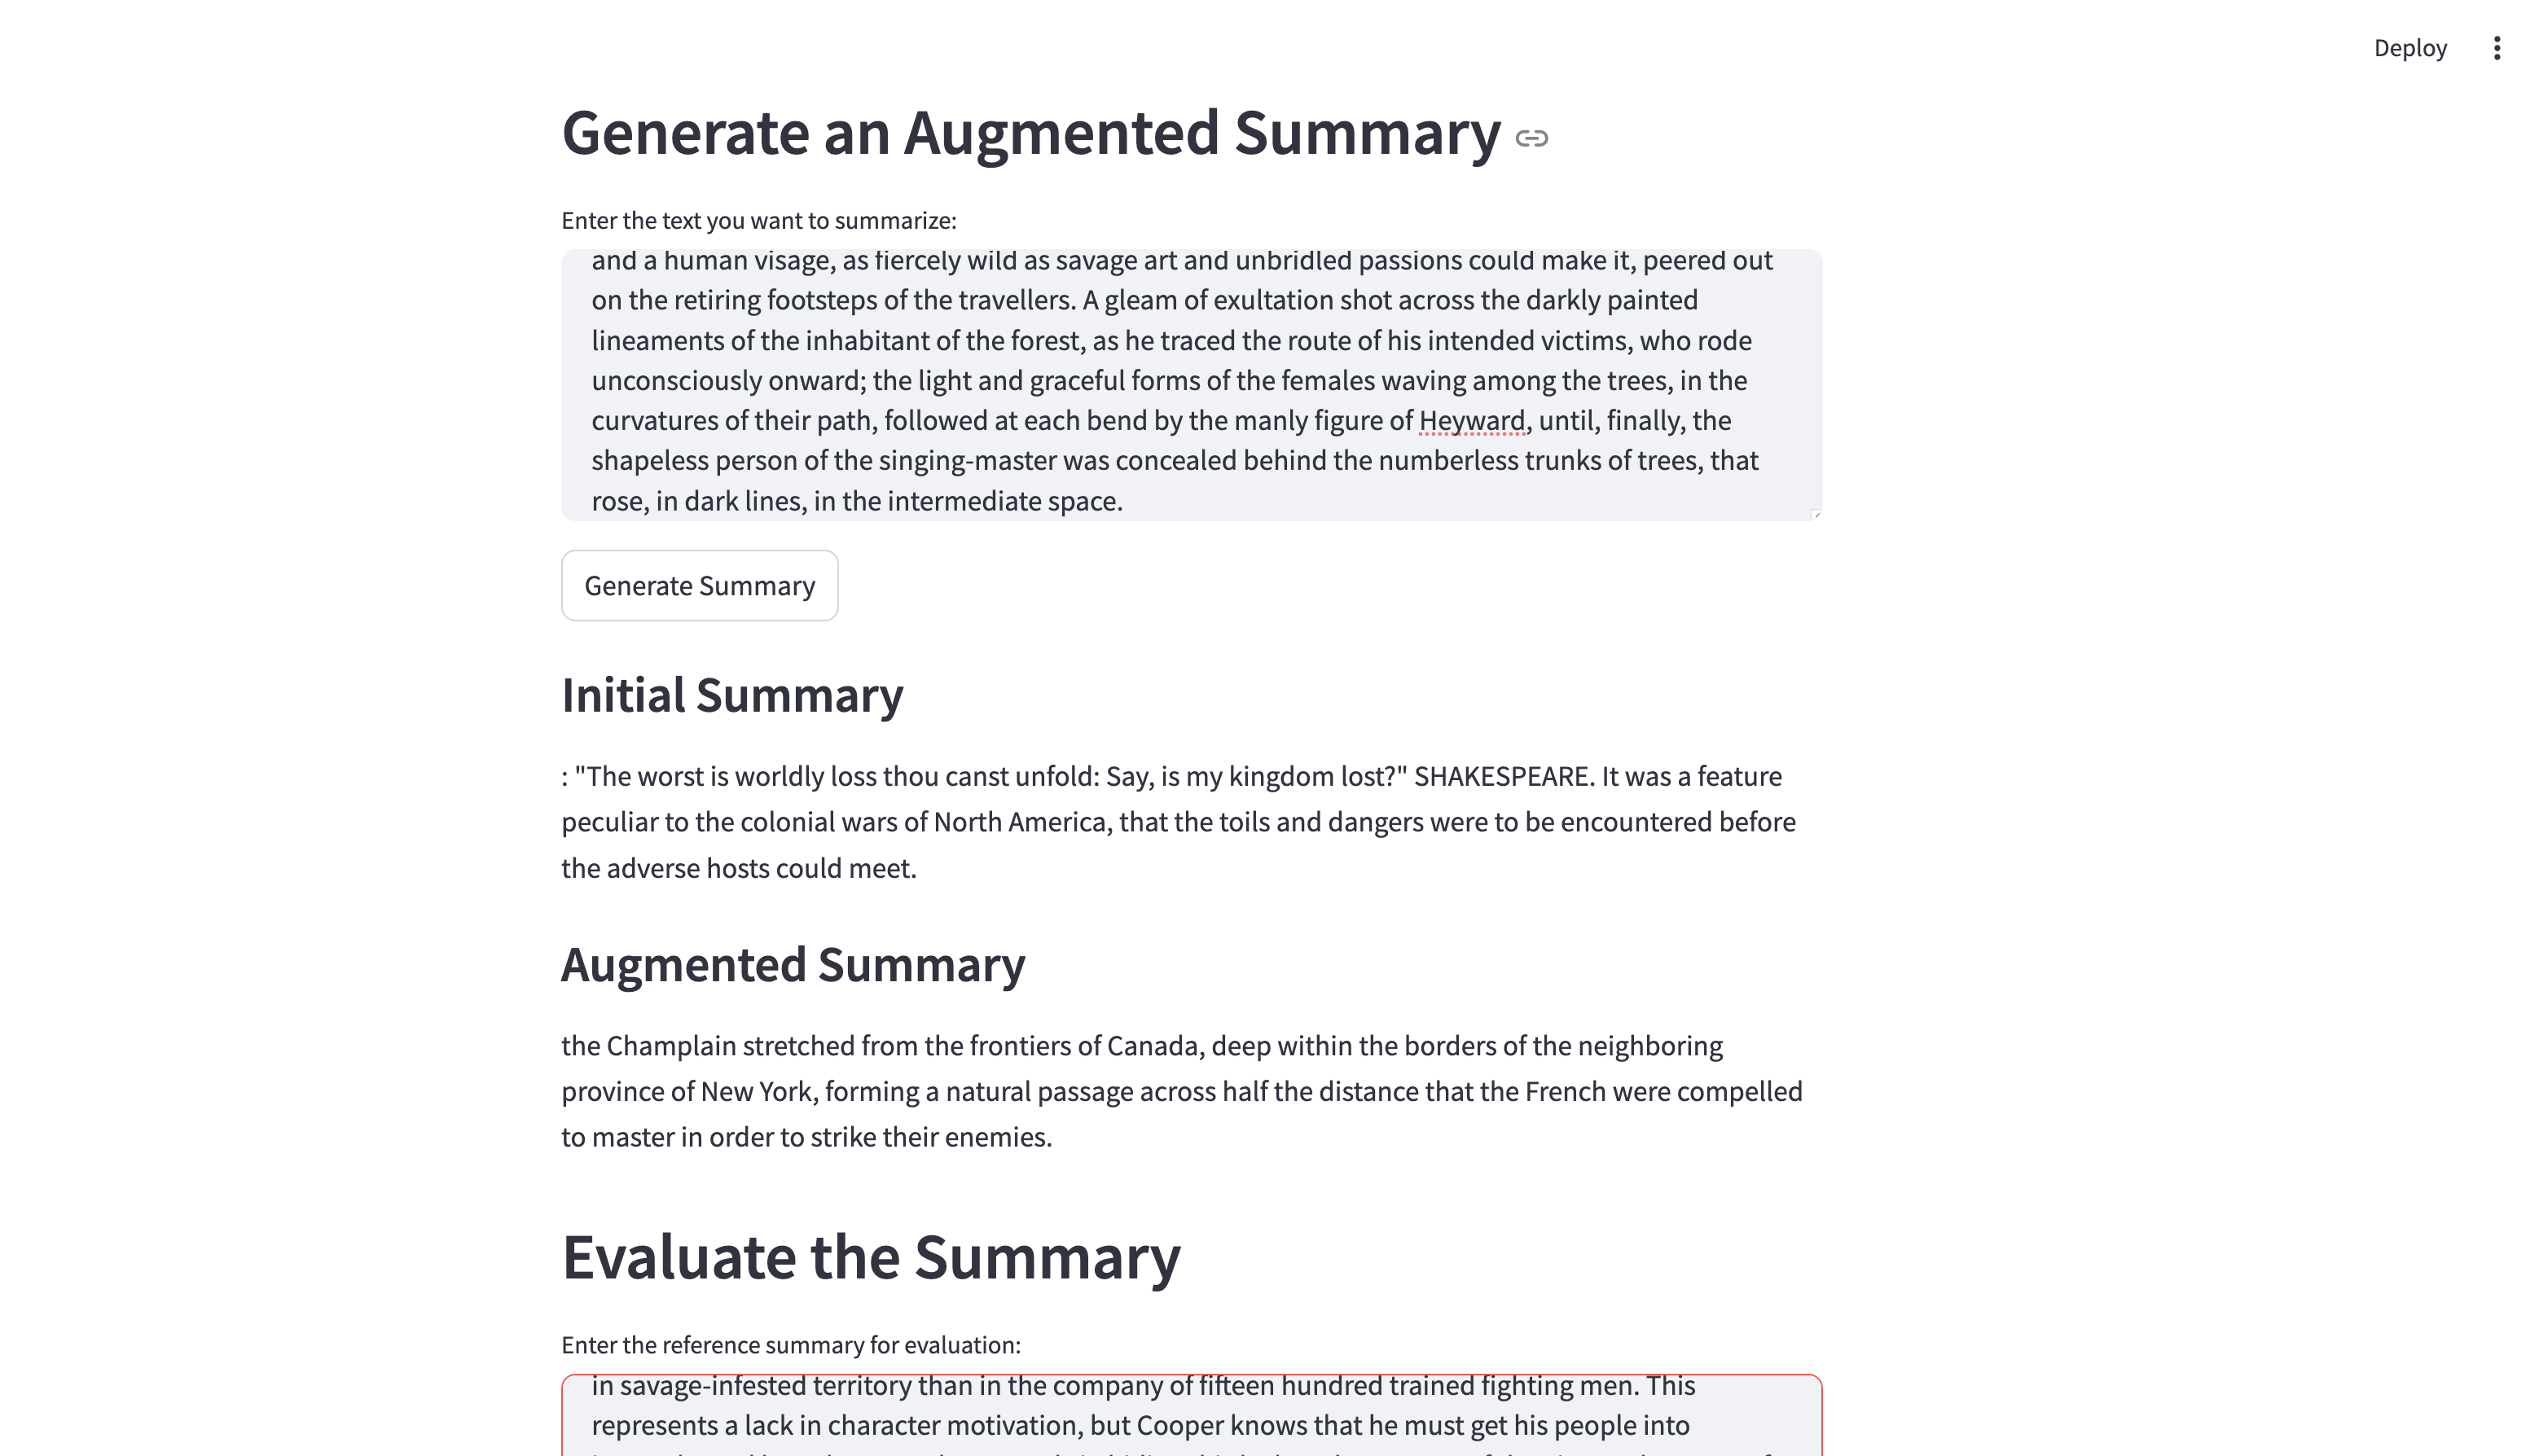 Deploy
Generate an Augmented Summary
Enter the text you want to summarize:
and a human visage, as fiercely wild as savage art and unbridled passions could make it, peered out
on the retiring footsteps of the travellers. A gleam of exultation shot across the darkly painted
lineaments of the inhabitant of the forest, as he traced the route of his intended victims, who rode
unconsciously onward; the light and graceful forms of the females waving among the trees, in the
curvatures of their path, followed at each bend by the manly figure of Heyward, until, finally, the
shapeless person of the singing-master was concealed behind the numberless trunks of trees, that
rose, in dark lines, in the intermediate space.
Generate Summary
Initial Summary
: "The worst is worldly loss thou canst unfold: Say, is my kingdom lost?" SHAKESPEARE. It was a feature
peculiar to the colonial wars of North America, that the toils and dangers were to be encountered before
the adverse hosts could meet.
Augmented Summary
the Champlain stretched from the frontiers of Canada, deep within the borders of the neighboring
province of New York, forming a natural passage across half the distance that the French were compelled
to master in order to strike their enemies.
Evaluate the Summary
Enter the reference summary for evaluation:
in savage-infested territory than in the company of fifteen hundred trained fighting men. This
represents a lack in character motivation, but Cooper knows that he must get his people into